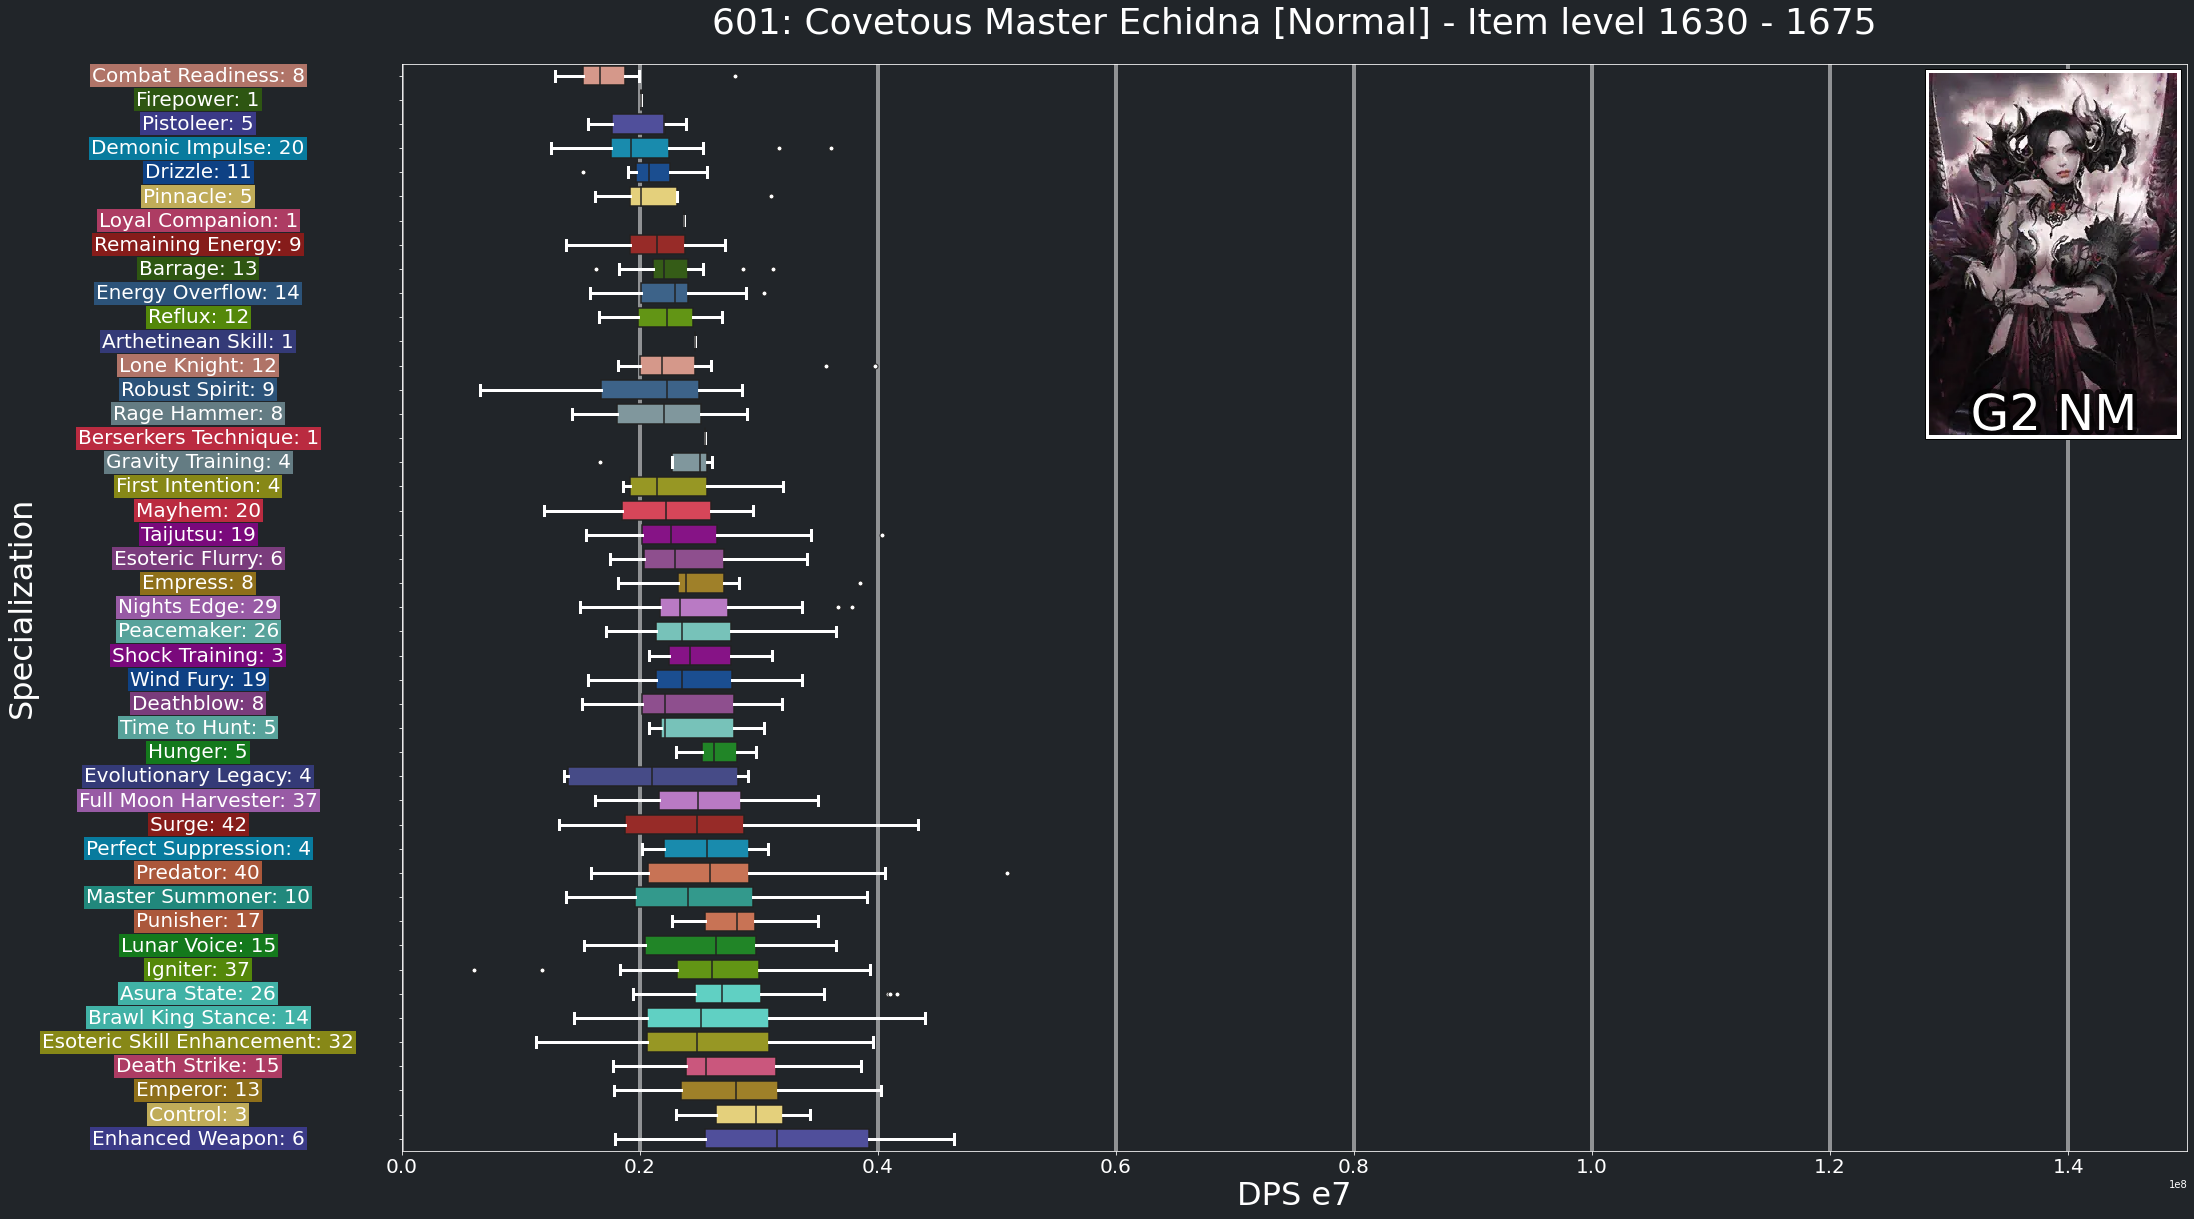 601: Covetous Master Echidna [Normal] - Item level 1630 - 1675
Specialization
Combat Readiness: 8
Firepower: 1
Pistoleer: 5
Demonic Impulse: 20
Drizzle: 11
Pinnacle: 5
Loyal Companion: 1
Remaining Energy: 9
Barrage: 13
Energy Overflow: 14
Reflux: 12
Arthetinean Skill: 1
Lone Knight: 12
Robust Spirit: 9
Rage Hammer: 8
Berserkers Technique: 1
Gravity Training: 4
First Intention: 4
Mayhem: 20
Taijutsu: 19
Esoteric Flurry: 6
Empress: 8
Nights Edge: 29
Peacemaker: 26
Shock Training: 3
Wind Fury: 19
Deathblow: 8
Time to Hunt: 5
Hunger: 5
Evolutionary Legacy: 4
Full Moon Harvester: 37
Surge: 42
Perfect Suppression: 4
Predator: 40
Master Summoner: 10
Punisher: 17
Lunar Voice: 15
Igniter: 37
Asura State: 26
Brawl King Stance: 14
Esoteric Skill Enhancement: 32
Death Strike: 15
Emperor: 13
Control: 3
Enhanced Weapon: 6
G2 NM
0.0 0.2 0.4 0.6 0.8 1.0 1.2 1.4
DPS e7
1e8